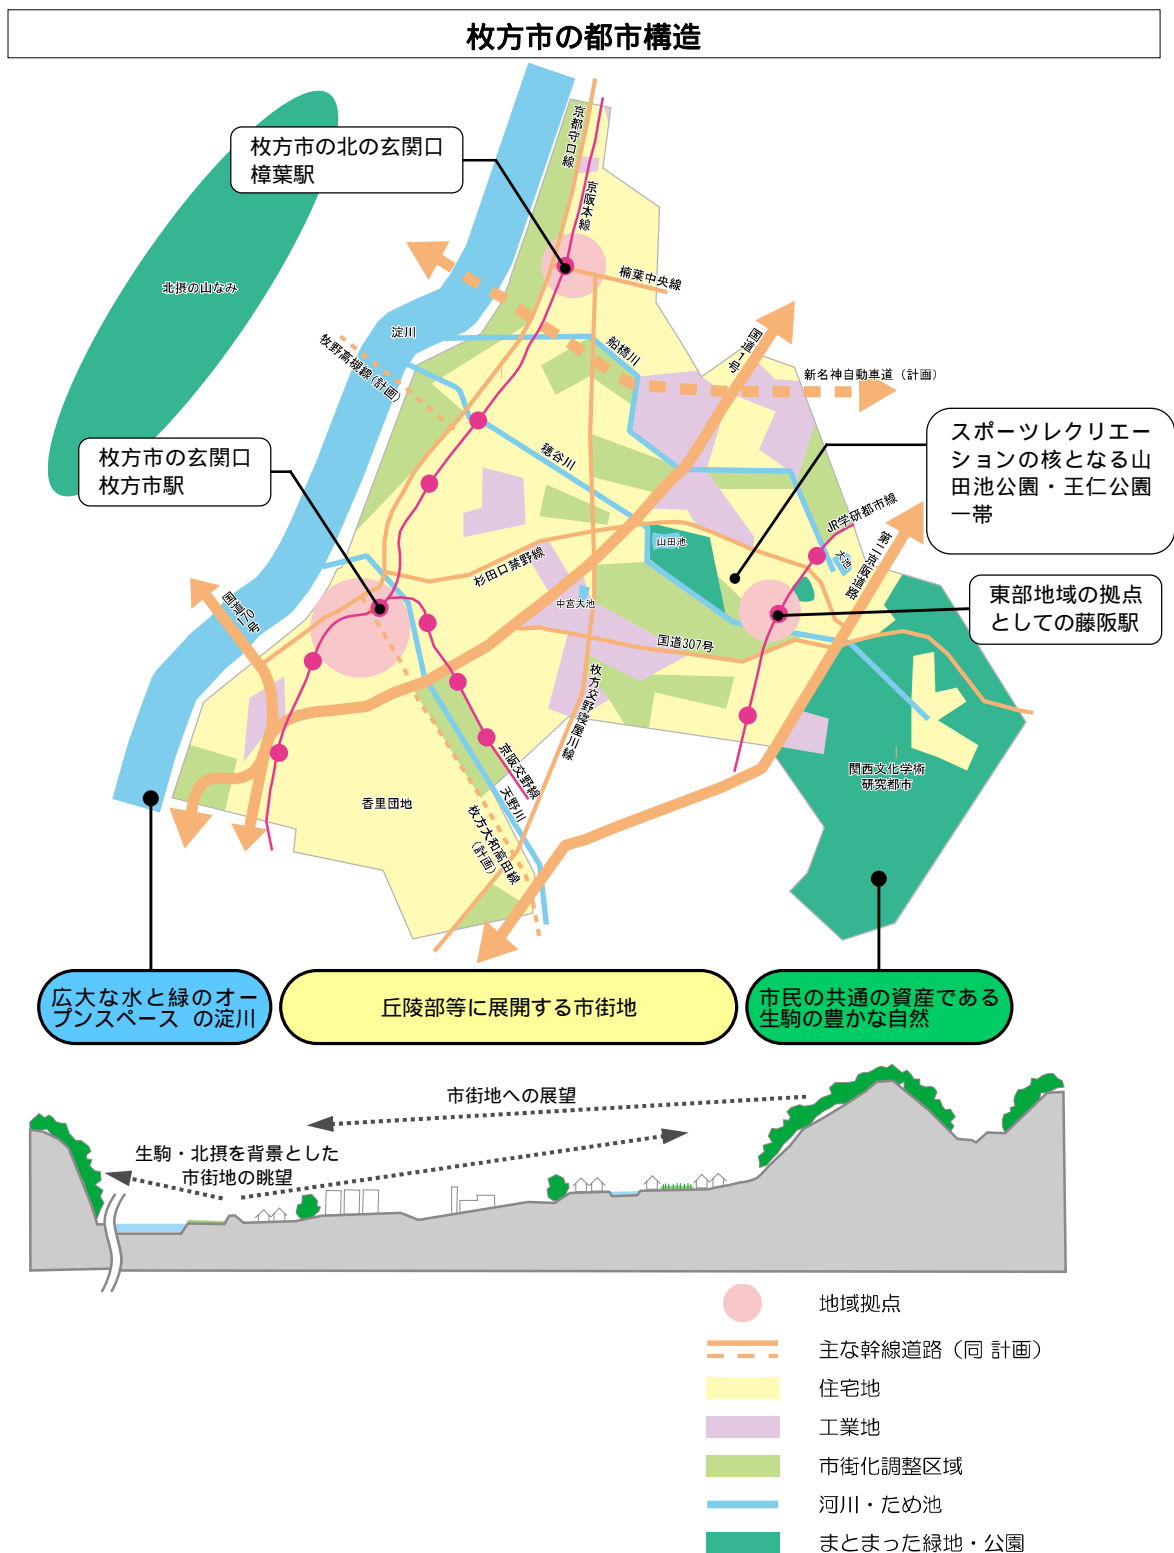 枚方市の都市構造
枚方市の北の玄関口
樟葉駅
京都守口線
京阪本線
楠葉中央線
北摂の山なみ
淀川
牧野高槻線(計画)
船橋川
国道1号
新名神自動車道（計画）
枚方市の玄関口
枚方市駅
穂谷川
スポーツレクリエー
ションの核となる山
田池公園・王仁公園
一帯
JR学研都市線
山田池
大池
第二京阪道路
杉田口禁野線
中宮大池
東部地域の拠点
としての藤阪駅
国道170号
国道307号
枚方交野寝屋川線
京阪交野線
天野川
香里団地
枚方大和高田線
(計画)
関西文化学術
研究都市
広大な水と緑のオー
プンスペース の淀川
丘陵部等に展開する市街地
市民の共通の資産である
生駒の豊かな自然
市街地への展望
生駒・北摂を背景とした
市街地の眺望
地域拠点
主な幹線道路（同 計画）
住宅地
工業地
市街化調整区域
河川・ため池
まとまった緑地・公園